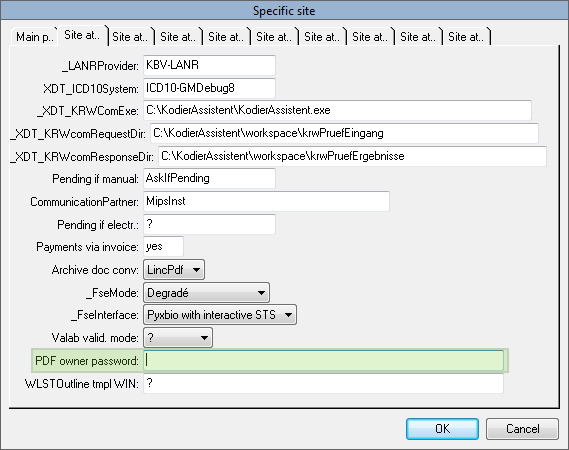 Specific site
Main p.. Site at.. Site at.. Site at.. Site at.. Site at.. Site at.. Site at.. Site at.. Site at..
_LANRProvider: KBV-LANR
XDT_ICD10System: ICD10-GMDebug8
_XDT_KRWComExe: C:\KodierAssistent\KodierAssistent.exe
_XDT_KRWcomRequestDir: C:\KodierAssistent\workspace\krwPruefEingang
_XDT_KRWcomResponseDir: C:\KodierAssistent\workspace\krwPruefErgebnisse
Pending if manual: AskIfPending
CommunicationPartner: MipsInst
Pending if electr.: ?
Payments via invoice: yes
Archive doc conv: LincPdf
_FseMode: Degradé
_FseInterface: Pyxbio with interactive STS
Valab valid. mode: ?
PDF owner password:
WLSTOutline tmpl WIN: ?
OK Cancel